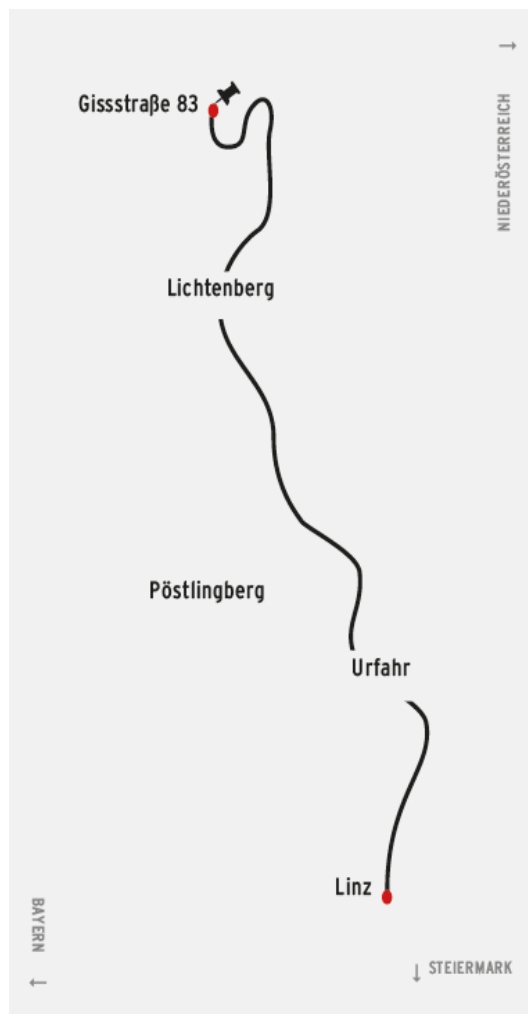 Gissstraße 83
NIEDERÖSTERREICH
Lichtenberg
Pöstlingberg
Urfahr
Linz
BAYERN
STEIERMARK